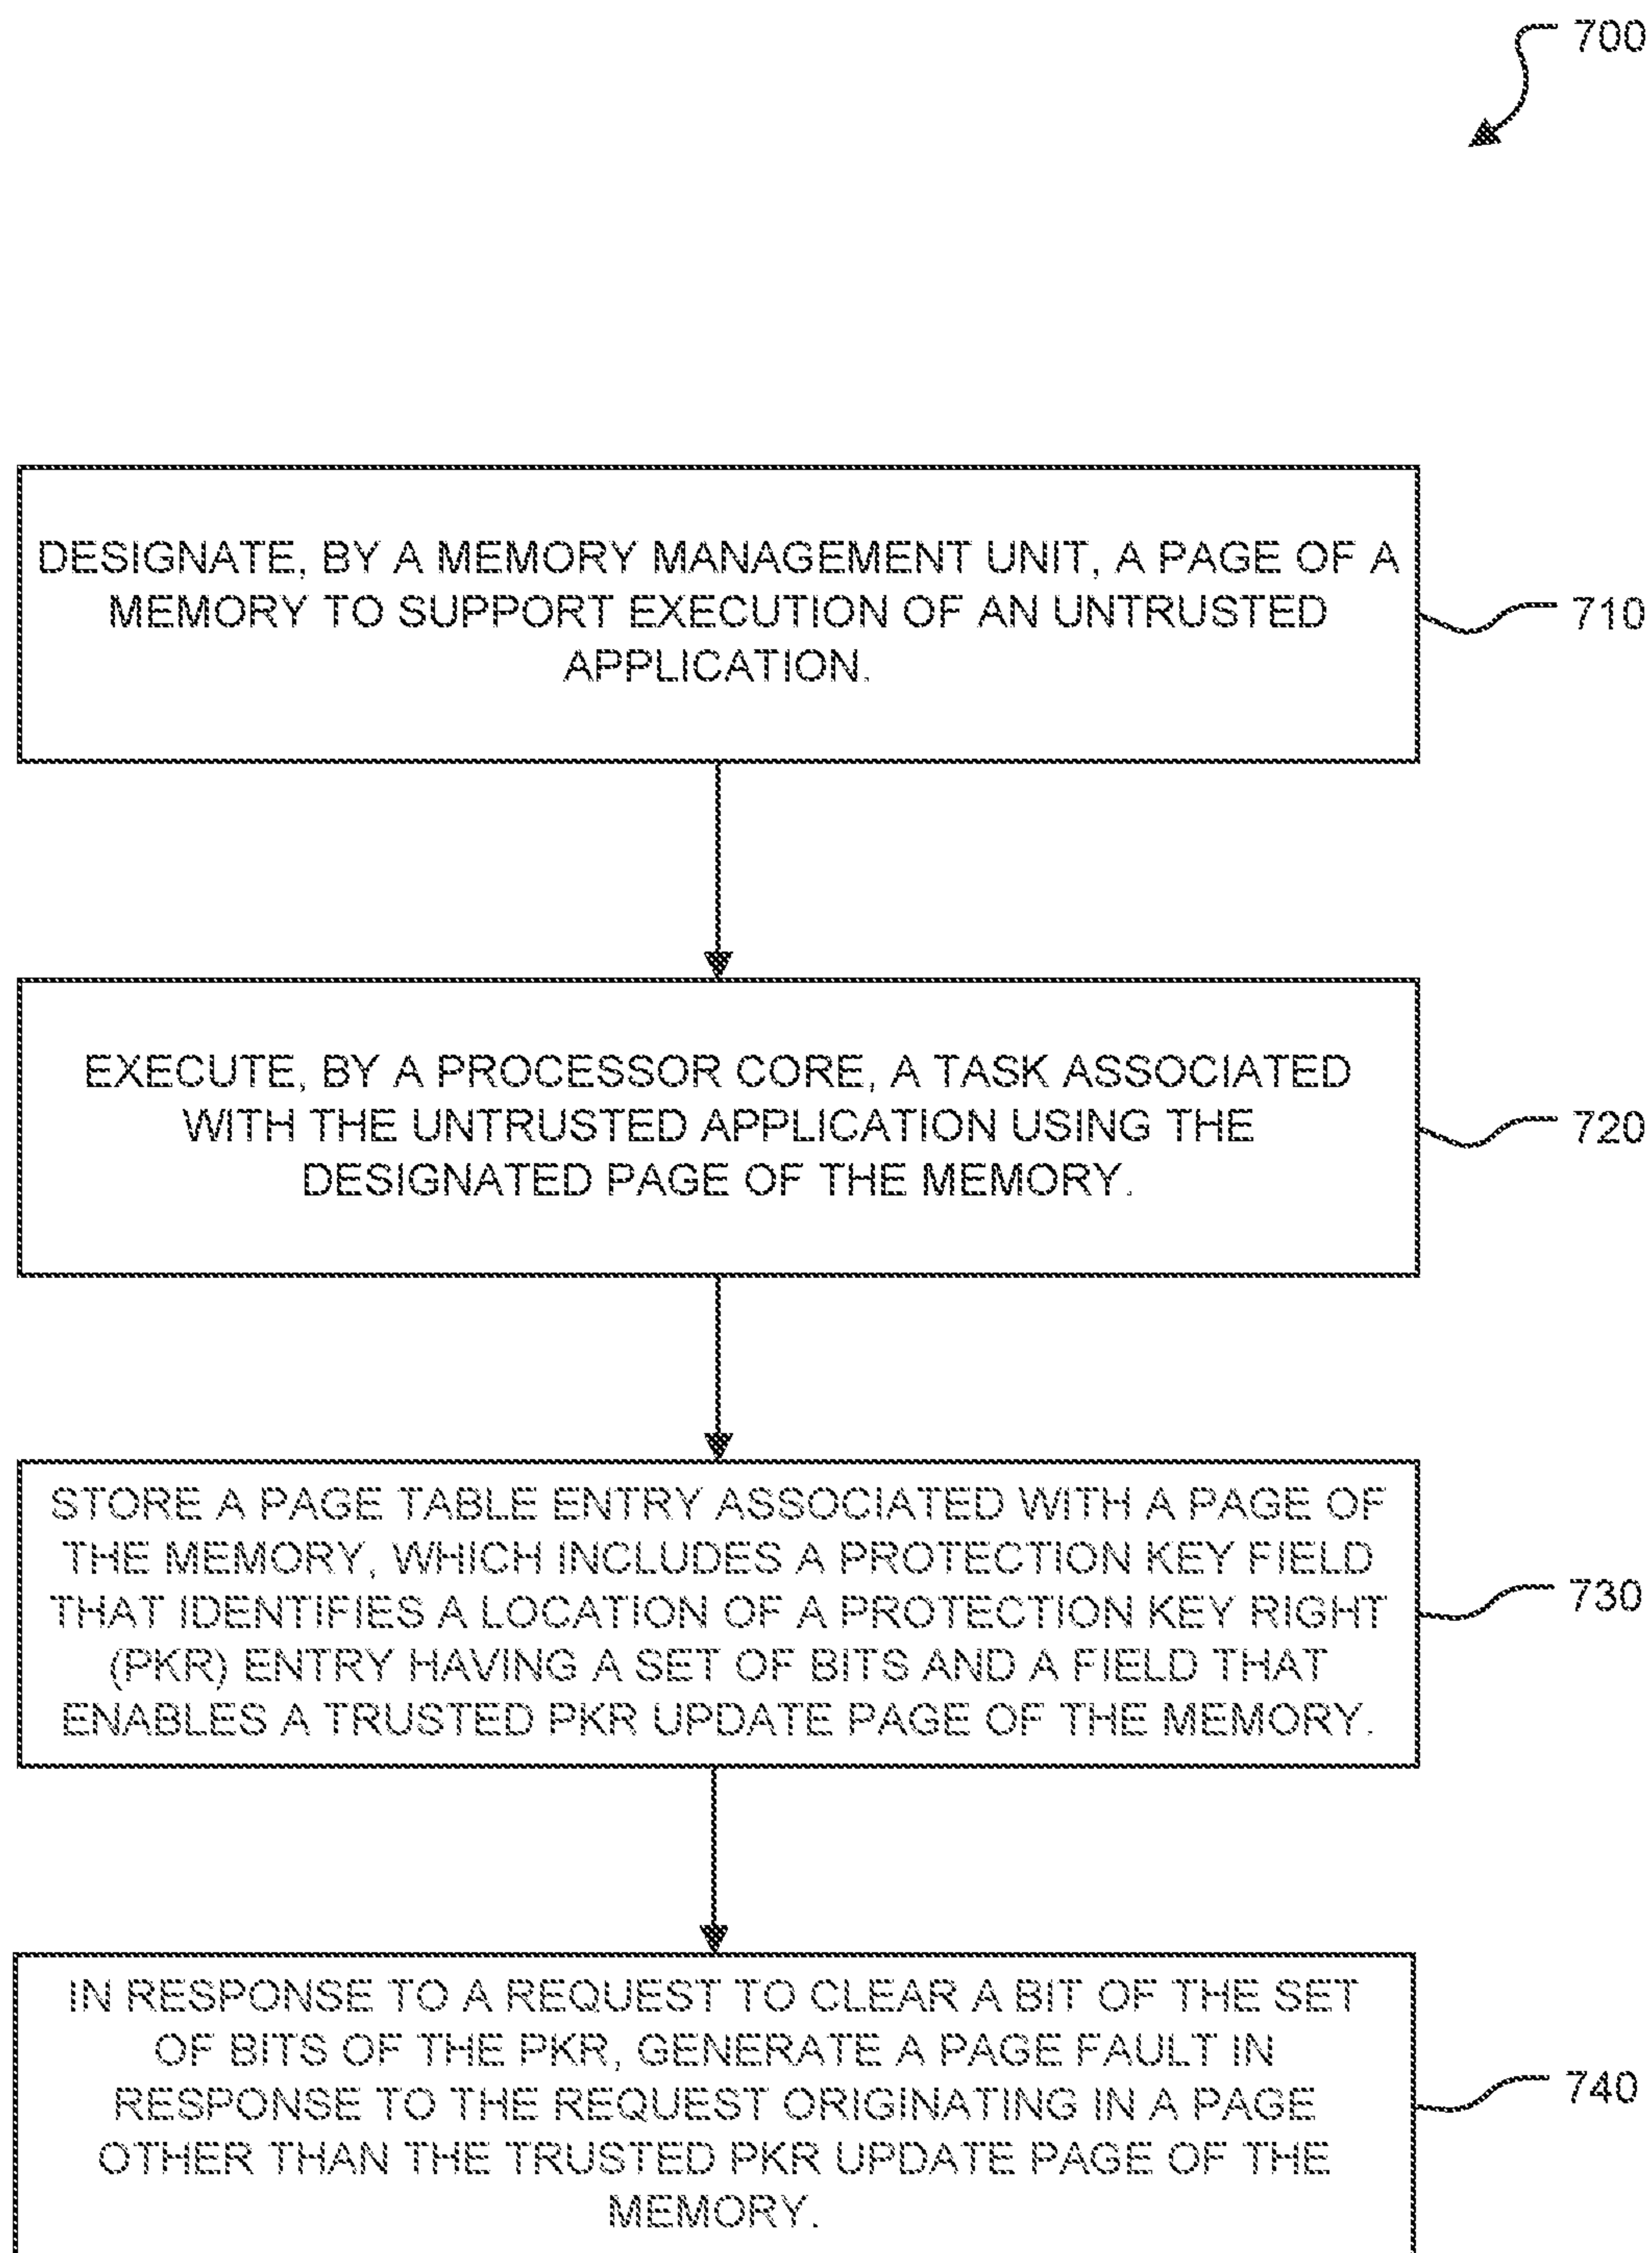 700
DESIGNATE, BY A MEMORY MANAGEMENT UNIT, A PAGE OF A
MEMORY TO SUPPORT EXECUTION OF AN UNTRUSTED
APPLICATION.
710
EXECUTE, BY A PROCESSOR CORE, A TASK ASSOCIATED
WITH THE UNTRUSTED APPLICATION USING THE
DESIGNATED PAGE OF THE MEMORY.
720
STORE A PAGE TABLE ENTRY ASSOCIATED WITH A PAGE OF
THE MEMORY, WHICH INCLUDES A PROTECTION KEY FIELD
THAT IDENTIFIES A LOCATION OF A PROTECTION KEY RIGHT
(PKR) ENTRY HAVING A SET OF BITS AND A FIELD THAT
ENABLES A TRUSTED PKR UPDATE PAGE OF THE MEMORY.
730
IN RESPONSE TO A REQUEST TO CLEAR A BIT OF THE SET
OF BITS OF THE PKR, GENERATE A PAGE FAULT IN
RESPONSE TO THE REQUEST ORIGINATING IN A PAGE
OTHER THAN THE TRUSTED PKR UPDATE PAGE OF THE
MEMORY.
740